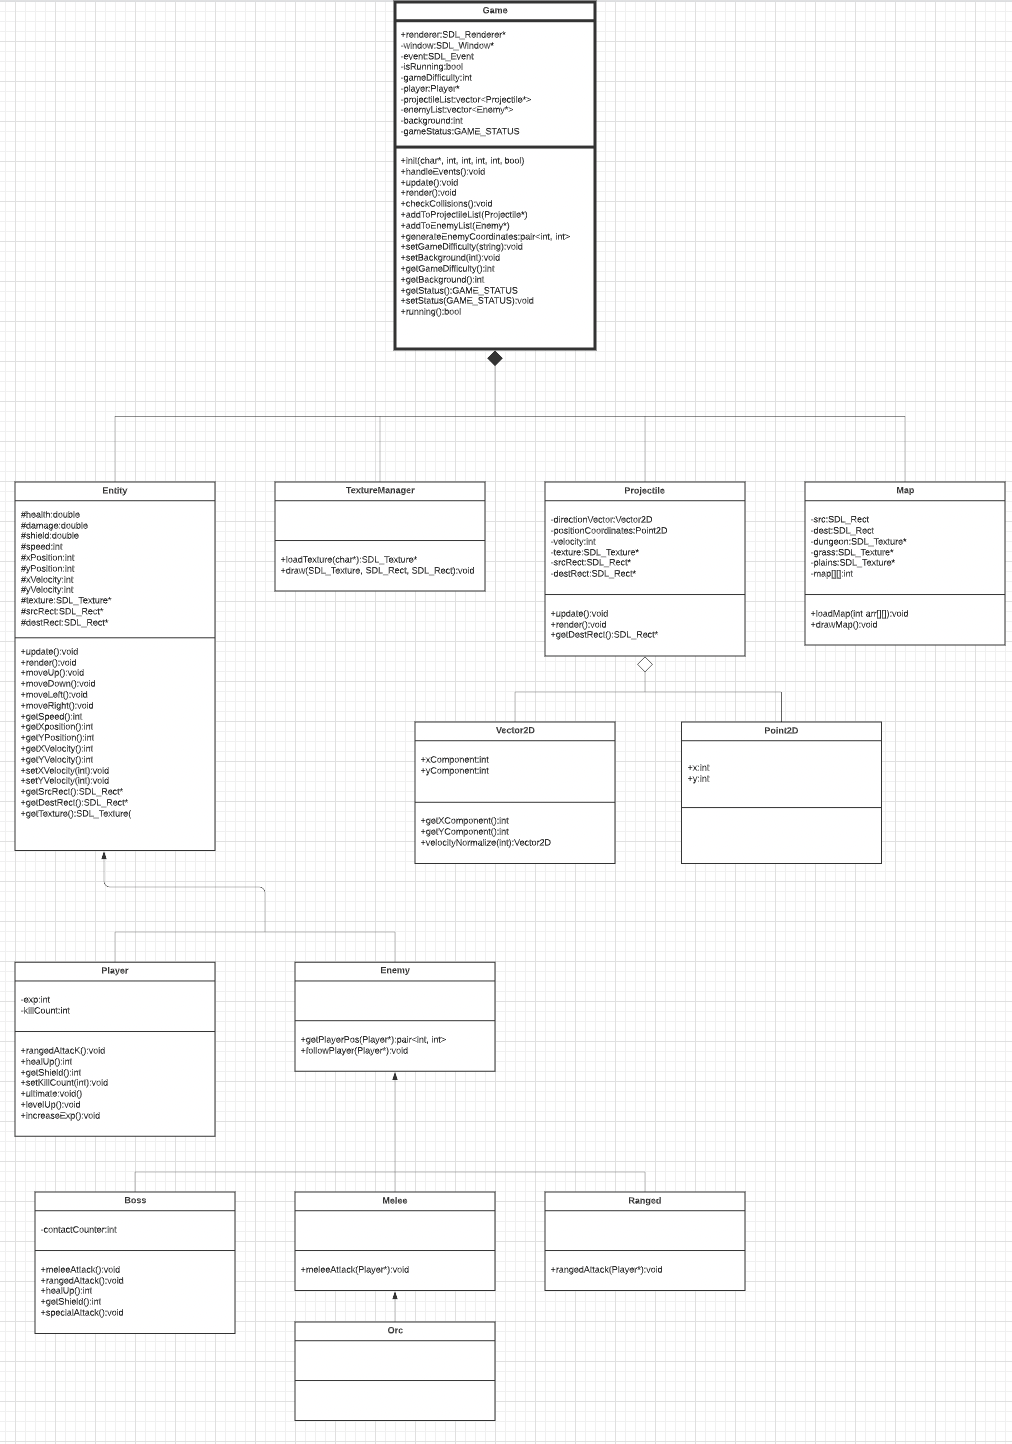 Game
+renderer:SDL_Renderer*
-window:SDL_Window*
-event:SDL_Event
-isRunning:bool
-gameDifficulty:int
-player:Player*
-projectileList:vector<Projectile*>
-enemyList:vector<Enemy*>
-background:int
-gameStatus:GAME_STATUS
+init(char*, int, int, int, int, bool)
+handleEvents():void
+update():void
+render():void
+checkCollisions():void
+addToProjectileList(Projectile*)
+addToEnemyList(Enemy*)
+generateEnemyCoordinates:pair<int, int>
+setGameDifficulty(string):void
+setBackground(int):void
+getGameDifficulty():int
+getBackground():int
+getStatus():GAME_STATUS
+setStatus(GAME_STATUS):void
+running():bool
Entity
#health:double
#damage:double
#shield:double
#speed:int
#xPosition:int
#yPosition:int
#xVelocity:int
#yVelocity:int
#texture:SDL_Texture*
#srcRect:SDL_Rect*
#destRect:SDL_Rect*
+update():void
+render():void
+moveUp():void
+moveDown():void
+moveLeft():void
+moveRight():void
+getSpeed():int
+getXposition():int
+getYPosition():int
+getXVelocity():int
+getYVelocity():int
+setXVelocity(int):void
+setYVelocity(int):void
+getSrcRect():SDL_Rect*
+getDestRect():SDL_Rect*
+getTexture():SDL_Texture(
TextureManager
+loadTexture(char*):SDL_Texture*
+draw(SDL_Texture, SDL_Rect, SDL_Rect):void
Projectile
-directionVector:Vector2D
-positionCoordinates:Point2D
-velocity:int
-texture:SDL_Texture*
-srcRect:SDL_Rect*
-destRect:SDL_Rect*
+update():void
+render():void
+getDestRect():SDL_Rect*
Map
-src:SDL_Rect
-dest:SDL_Rect
-dungeon:SDL_Texture*
-grass:SDL_Texture*
-plains:SDL_Texture*
-map[][]:int
+loadMap(int arr[][]):void
+drawMap():void
Vector2D
+xComponent:int
+yComponent:int
+getXComponent():int
+getYComponent():int
+velocityNormalize(int):Vector2D
Point2D
+x:int
+y:int
Player
-exp:int
-killCount:int
+rangedAttacK():void
+healUp():int
+getShield():int
+setKillCount(int):void
+ultimate:void()
+levelUp():void
+increaseExp():void
Enemy
+getPlayerPos(Player*):pair<int, int>
+followPlayer(Player*):void
Boss
-contactCounter:int
+meleeAttack():void
+rangedAttack():void
+healUp():int
+getShield():int
+specialAttack():void
Melee
+meleeAttack(Player*):void
Ranged
+rangedAttack(Player*):void
Orc